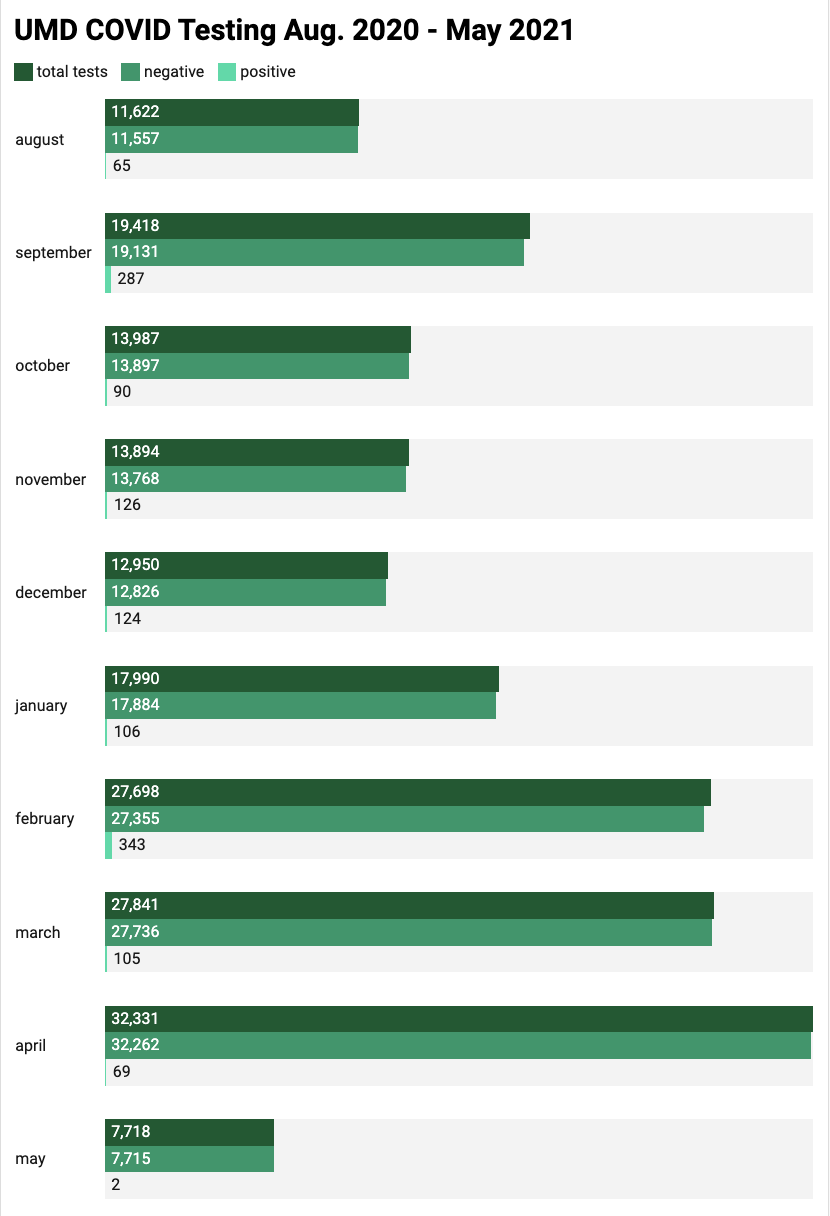 UMD COVID Testing Aug. 2020 - May 2021
total tests negative positive
11,622
august 11,557
65
19,418
september 19,131
287
13,987
october 13,897
90
13,894
november 13,768
126
12,950
december 12,826
124
17,990
january 17,884
106
27,698
february 27,355
343
27,841
march 27,736
105
32,331
april 32,262
69
7,718
may 7,715
2